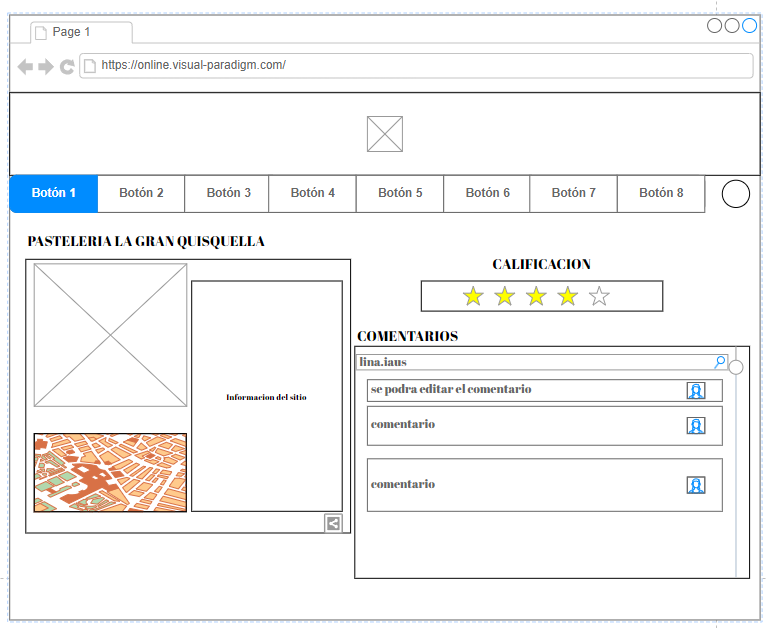 Page 1
https://online.visual-paradigm.com/
Botón 1
Botón 2
Botón 3
Botón 4
Botón 5
Botón 6
Botón 7
Botón 8
PASTELERIA LA GRAN QUISQUELLA
Informacion del sitio
CALIFICACION
COMENTARIOS
lina.iaus
se podra editar el comentario
comentario
comentario